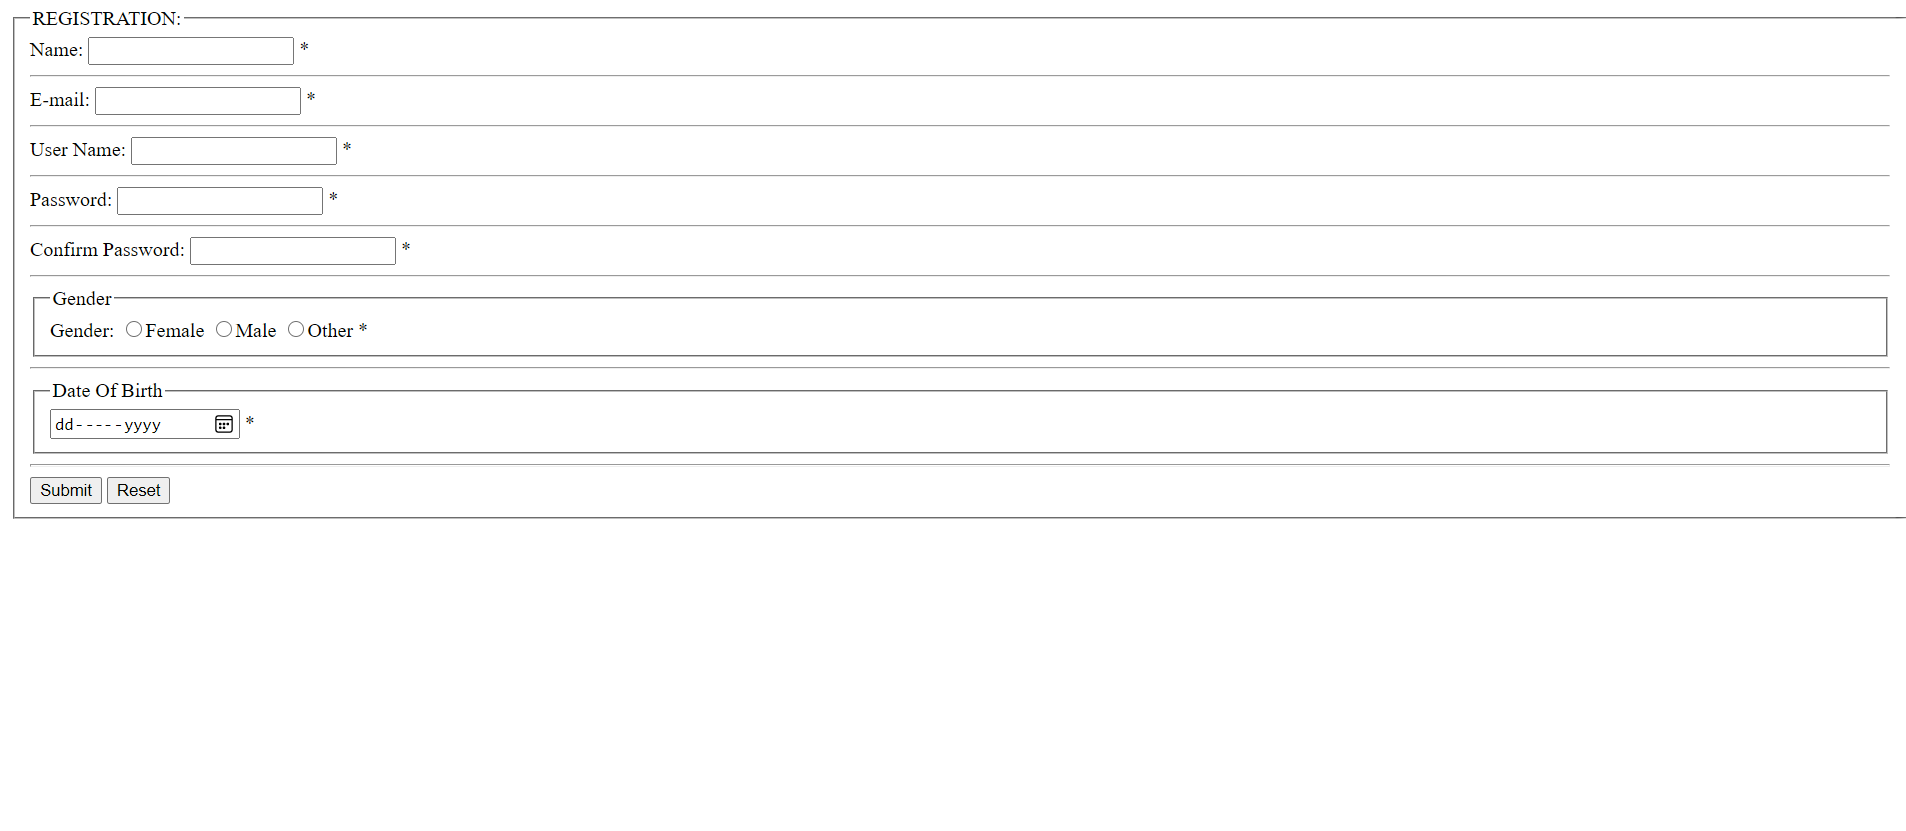 REGISTRATION:
Name: *
E-mail: *
User Name: *
Password: *
Confirm Password: *
Gender
Gender: Female Male Other *
Date Of Birth
dd-----yyyy *
Submit Reset